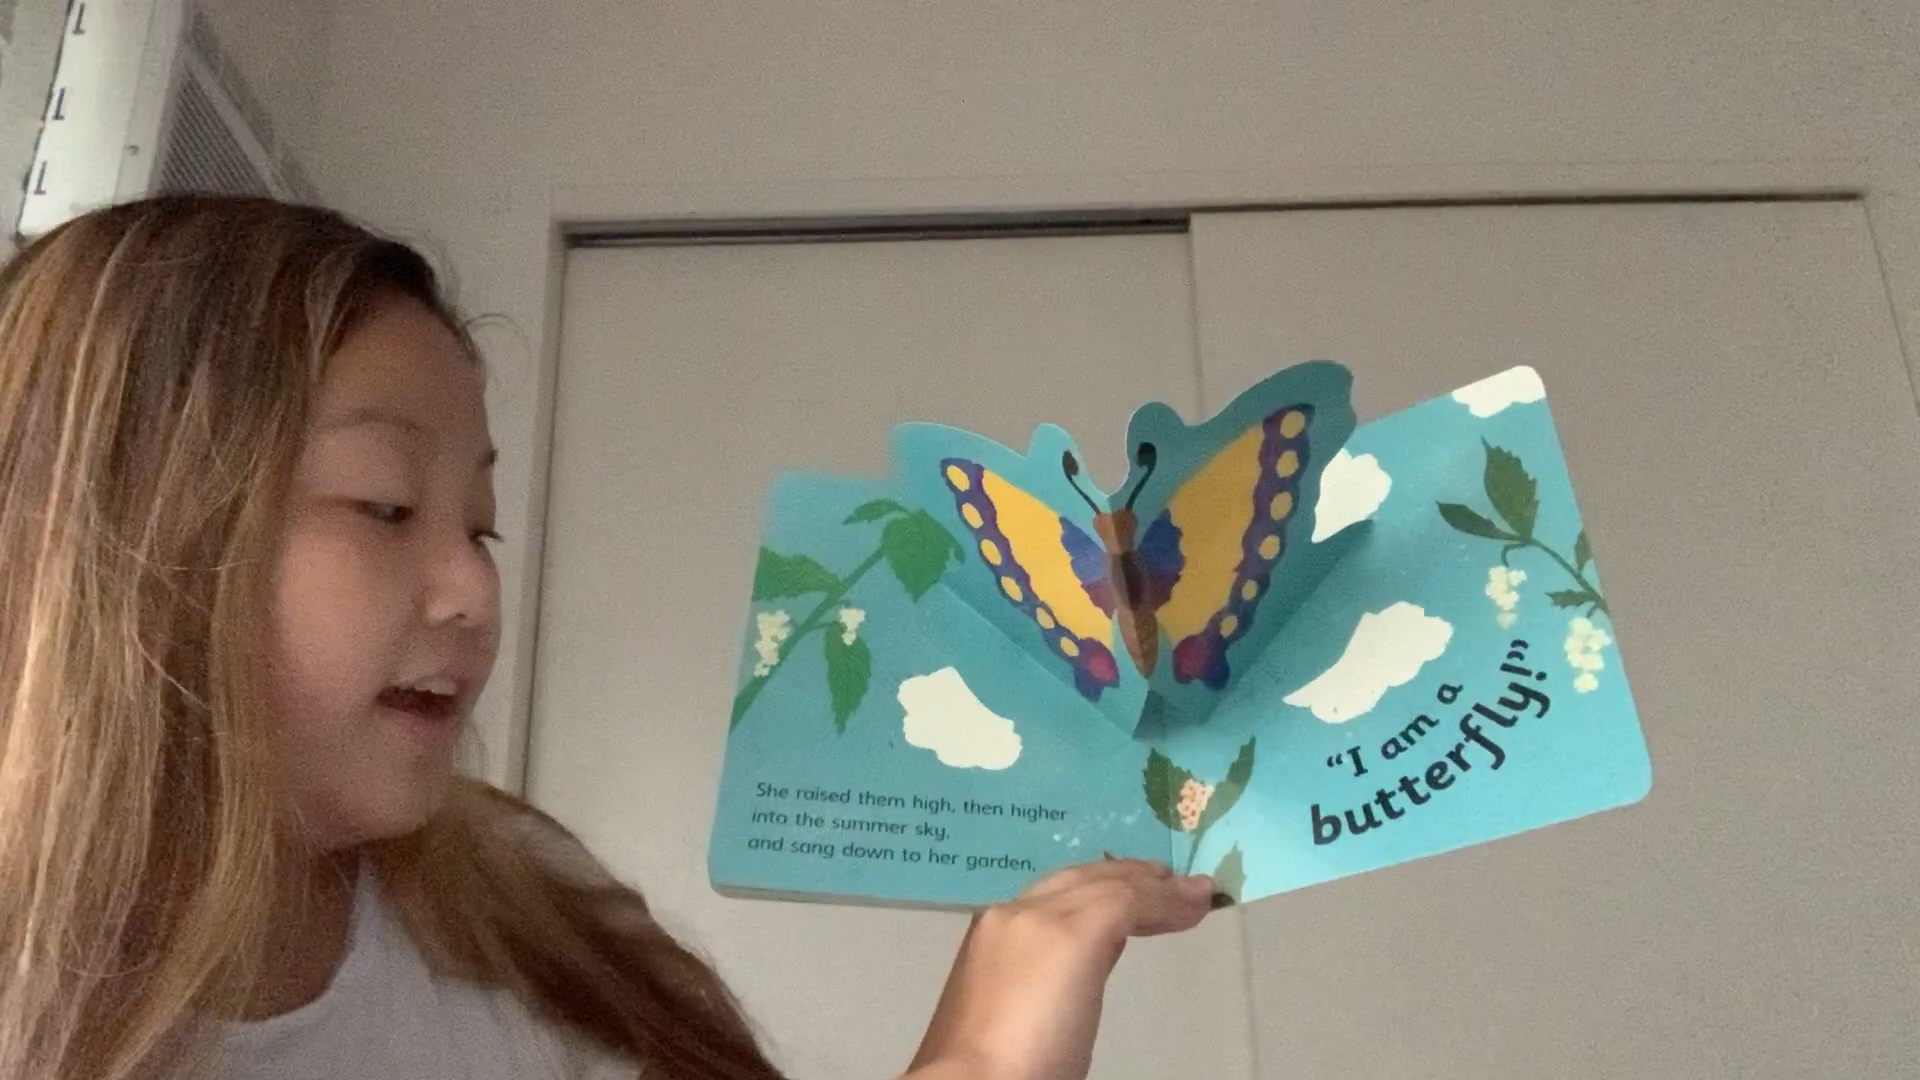 She raised them high, then higher
into the summer sky,
and sang down to her garden,
“I am a
butterfly!”